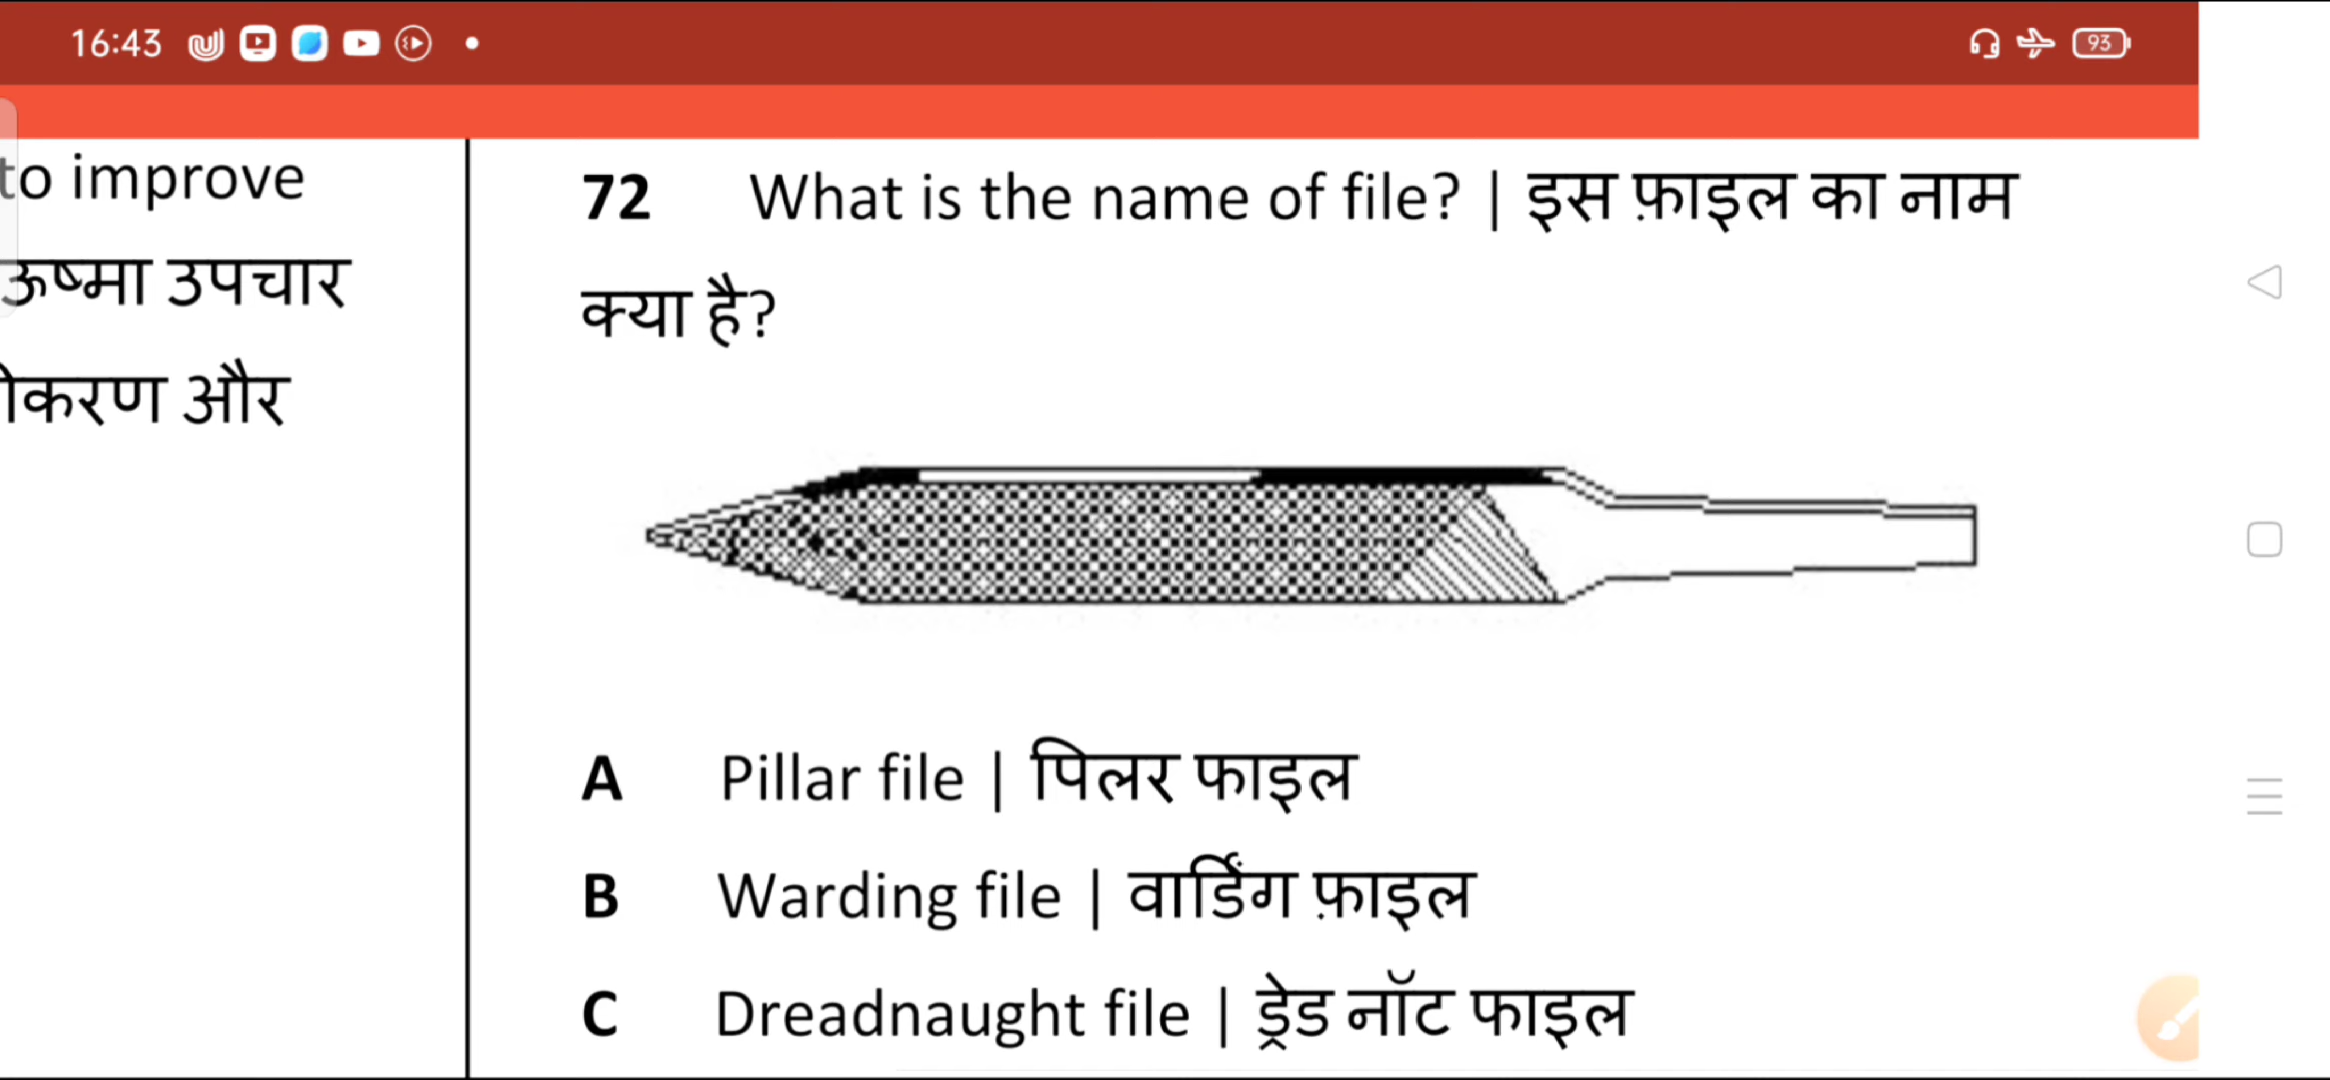 16:43
93
to improve
ऊष्मा उपचार
करण और
72 What is the name of file? | इस फ़ाइल का नाम
क्या है?
A Pillar file | पिलर फाइल
B Warding file | वार्डिंग फ़ाइल
C Dreadnaught file | ड्रेड नॉट फाइल